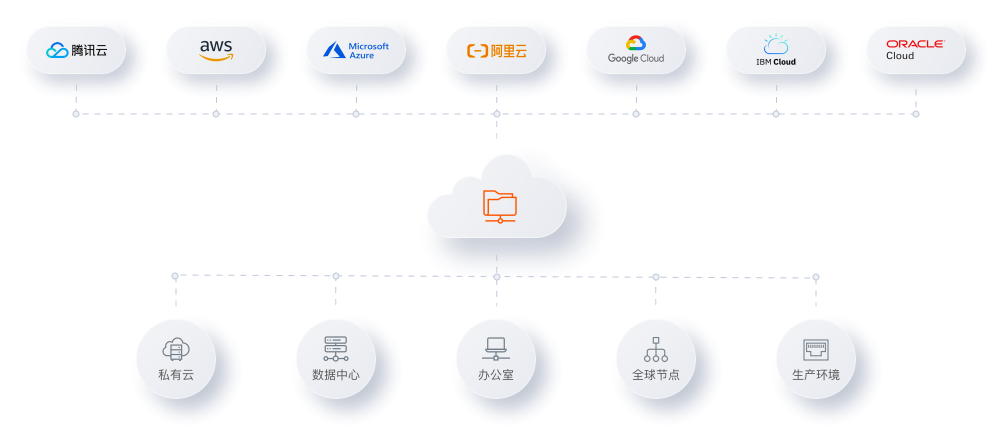 腾讯云
aws
Microsoft
Azure
阿里云
Google Cloud
IBM Cloud
ORACLE
Cloud
私有云
数据中心
办公室
全球节点
生产环境